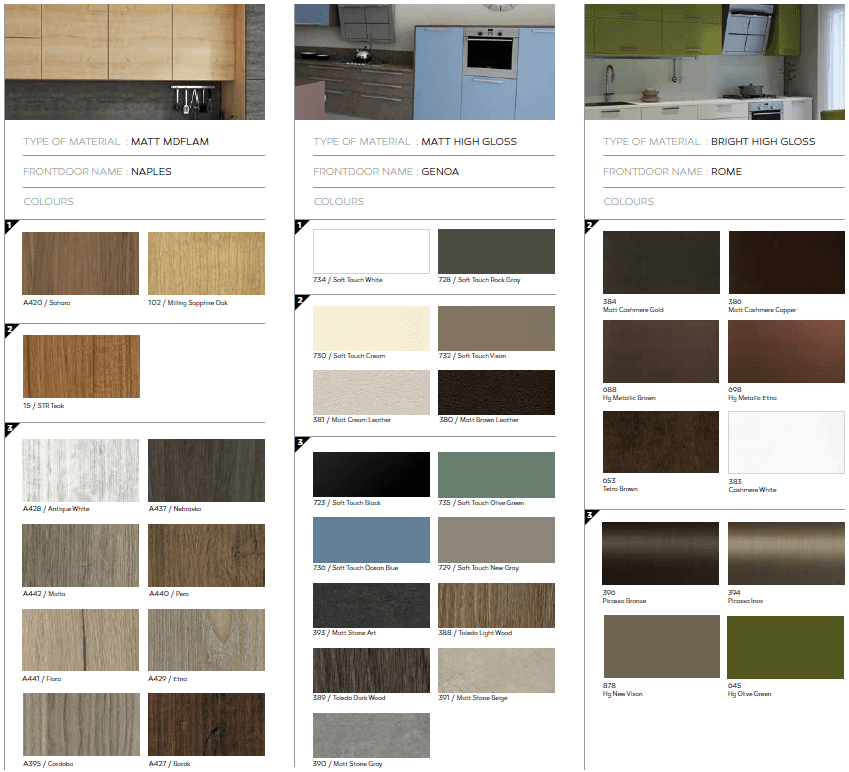 TYPE OF MATERIAL : MATT MDFLAM
FRONTDOOR NAME : NAPLES
COLOURS
1
A420 / Sahara
102 / Milling Sapphire Oak
2
15 / STR Teak
3
A428 / Antique White
A437 / Nebraska
A442 / Malta
A440 / Pera
A441 / Flora
A429 / Etna
A395 / Cordoba
A427 / Barok
TYPE OF MATERIAL : MATT HIGH GLOSS
FRONTDOOR NAME : GENOA
COLOURS
1
734 / Soft Touch White
728 / Soft Touch Rock Gray
2
730 / Soft Touch Cream
732 / Soft Touch Vison
381 / Matt Cream Leather
380 / Matt Brown Leather
3
723 / Soft Touch Black
735 / Soft Touch Olive Green
736 / Soft Touch Ocean Blue
729 / Soft Touch New Gray
393 / Matt Stone Art
388 / Toledo Light Wood
389 / Toledo Dark Wood
391 / Matt Stone Beige
390 / Matt Stone Gray
TYPE OF MATERIAL : BRIGHT HIGH GLOSS
FRONTDOOR NAME : ROME
COLOURS
2
384
Matt Cashmere Gold
386
Matt Cashmere Copper
688
Hg Metallic Brown
698
Hg Metallic Etna
653
Tetra Brown
383
Cashmere White
3
396
Picasso Bronze
394
Picasso Inox
878
Hg New Vison
645
Hg Olive Green